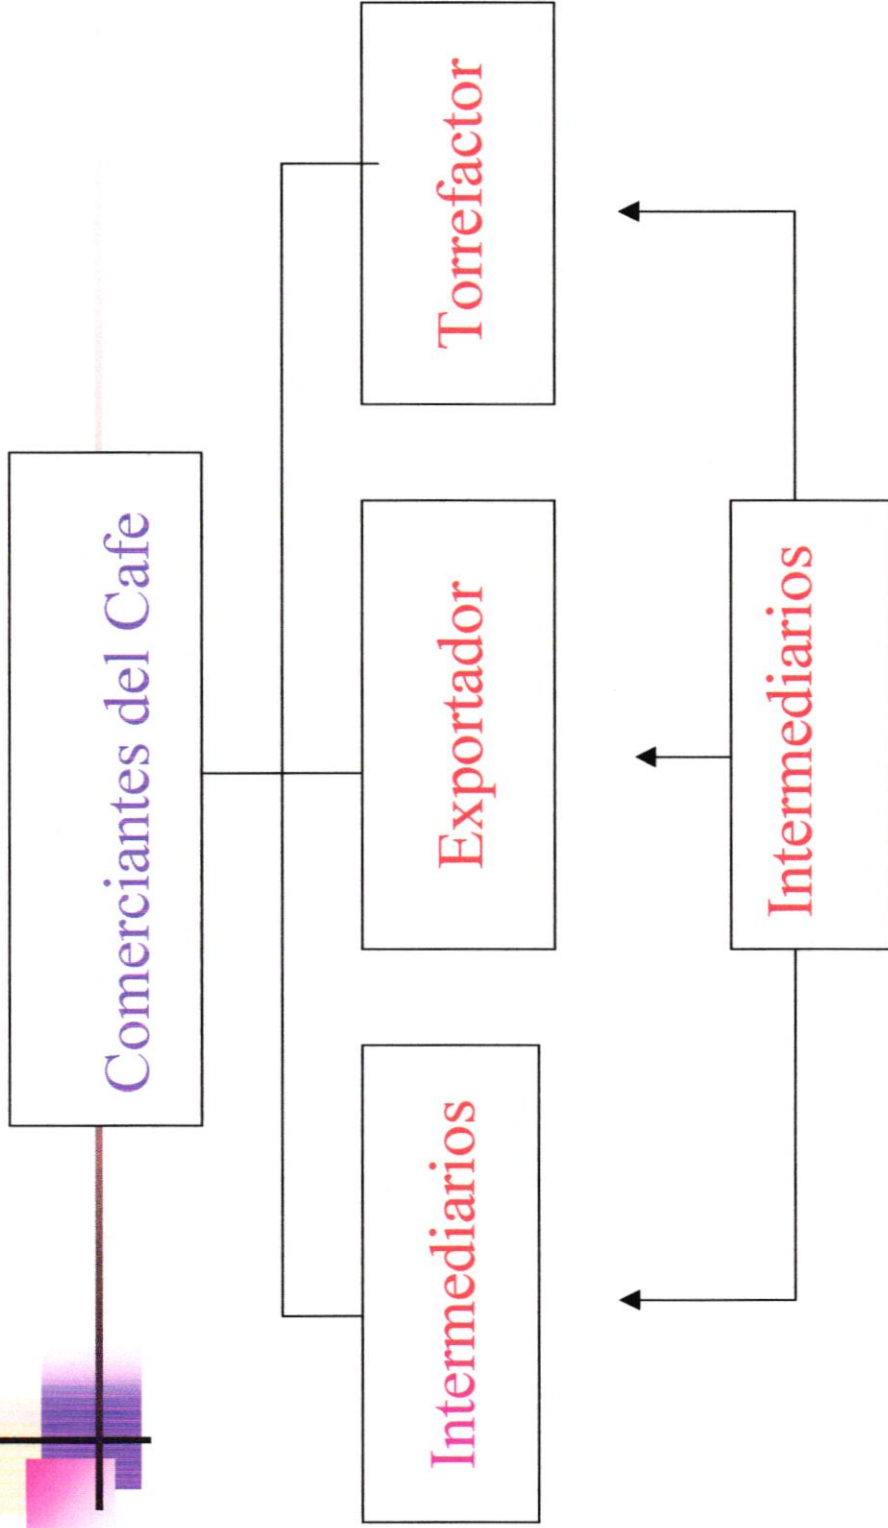 Comerciantes del Cafe
Intermediarios
Exportador
Torrefactor
Intermediarios